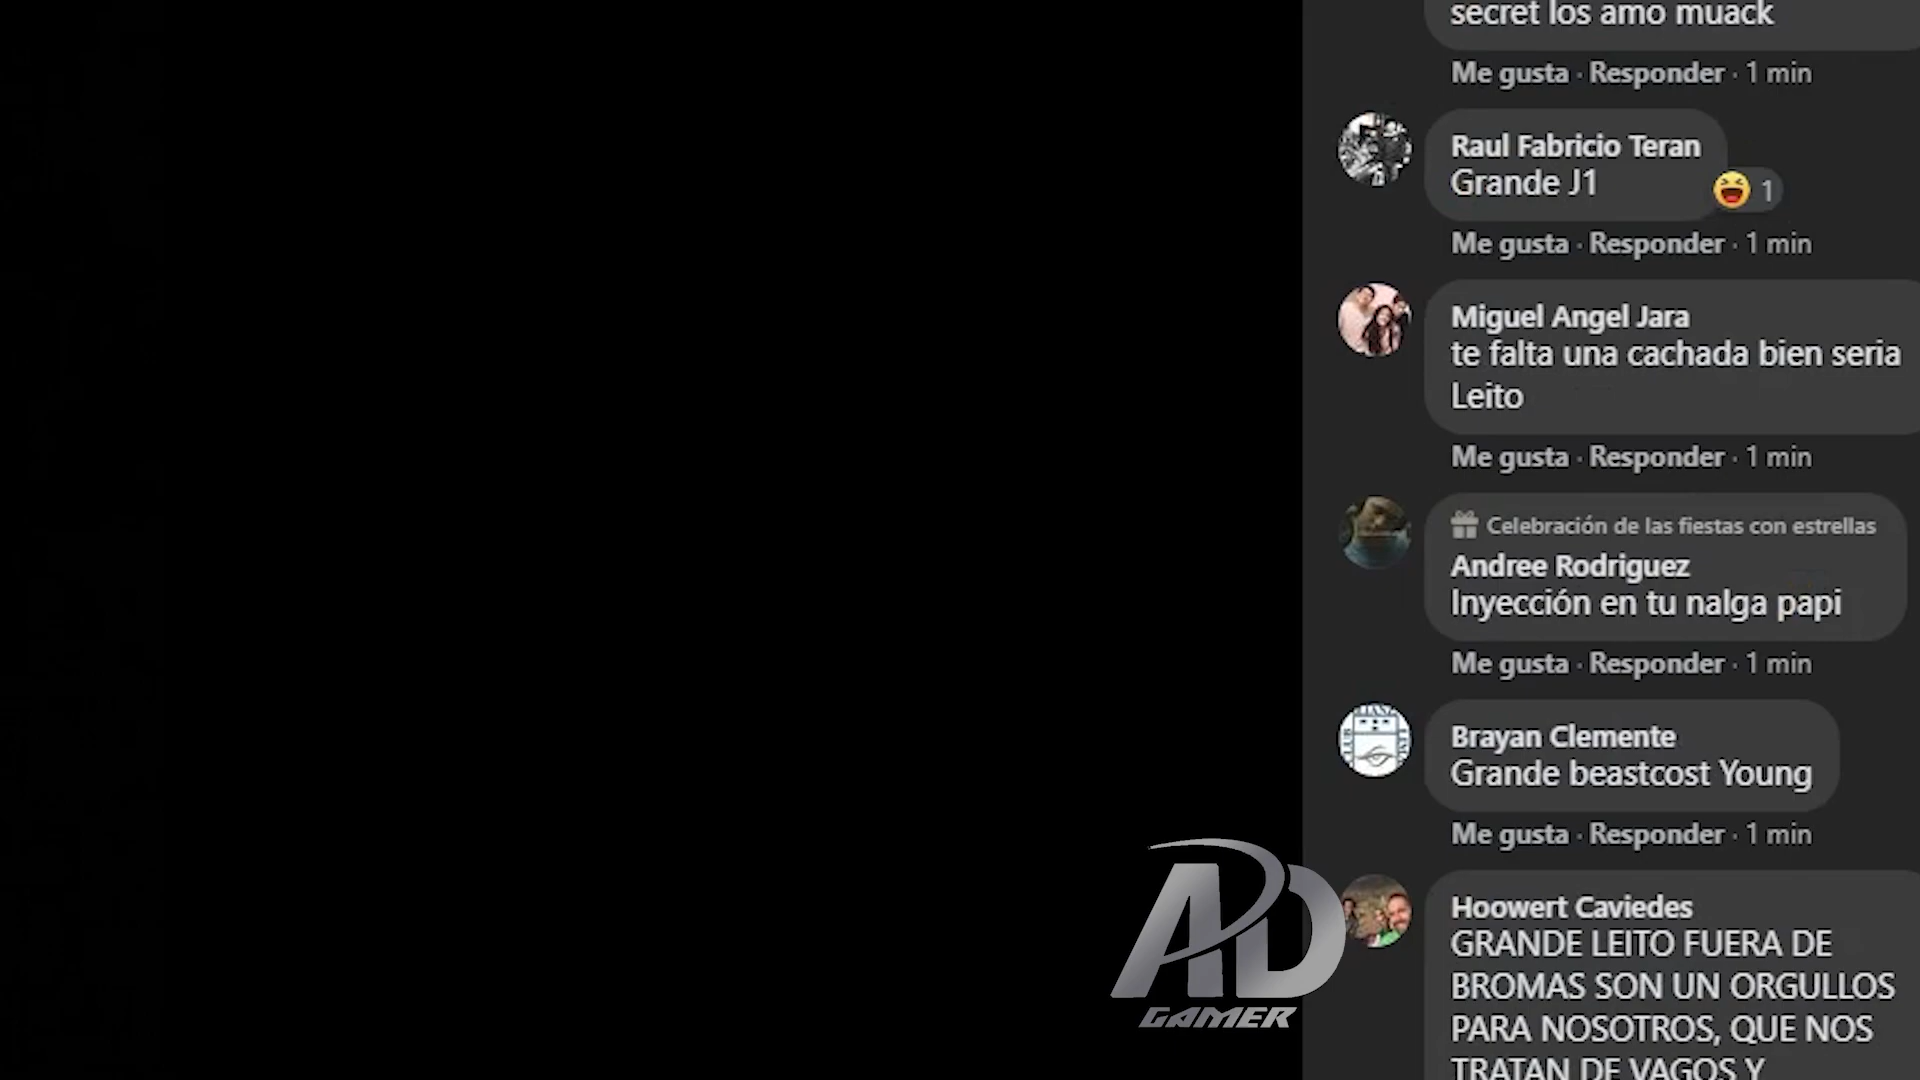 secret los amo muack
Me gusta · Responder · 1 min
Raul Fabricio Teran
Grande J1
1
Me gusta · Responder · 1 min
Miguel Angel Jara
te falta una cachada bien seria
Leito
Me gusta · Responder · 1 min
Celebración de las fiestas con estrellas
Andree Rodriguez
Inyección en tu nalga papi
Me gusta · Responder · 1 min
Brayan Clemente
Grande beastcost Young
Me gusta · Responder · 1 min
Hoowert Caviedes
GRANDE LEITO FUERA DE
BROMAS SON UN ORGULLOS
PARA NOSOTROS, QUE NOS
TRATAN DE VAGOS Y
AD
GAMER